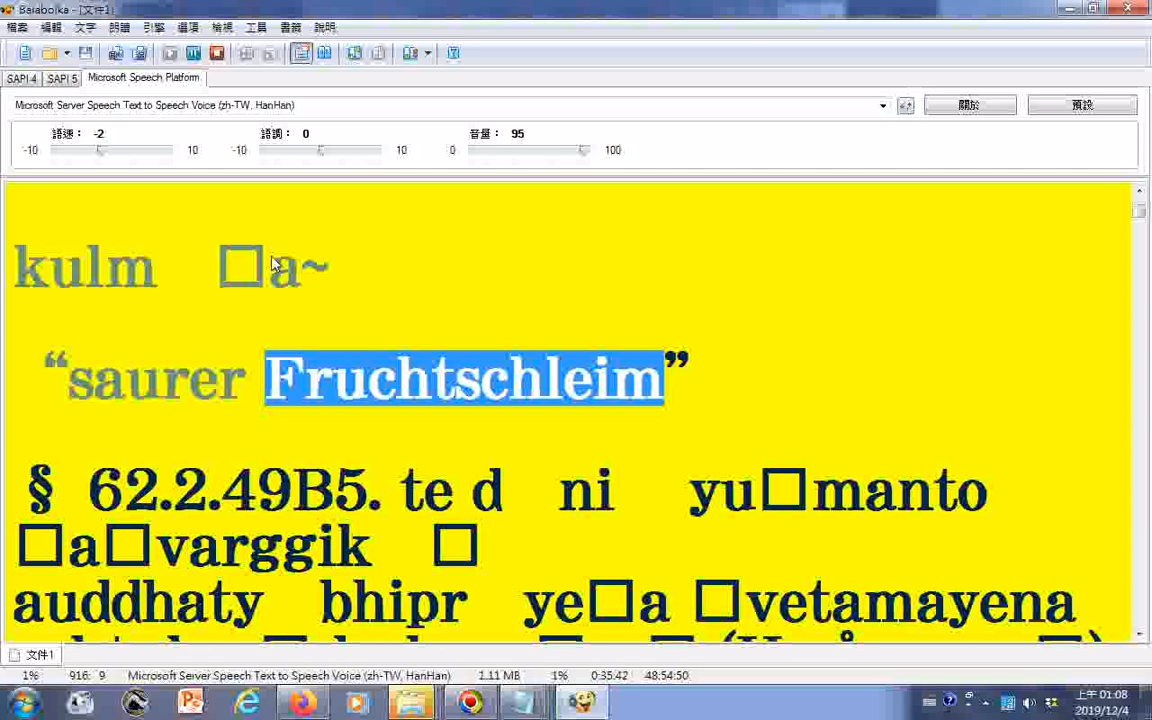 Balabolka - [文件1]
檔案 編輯 文字 朗讀 引擎 選項 檢視 工具 書籤 說明
SAPI 4 SAPI 5 Microsoft Speech Platform
Microsoft Server Speech Text to Speech Voice (zh-TW, HanHan) 關於 預設
語速： -2 語調： 0 音量： 95
-10 10 -10 10 0 100
kulm □a~
“saurer Fruchtschleim”
§ 62.2.49B5. te d ni yu□manto
□a□varggik □
auddhaty bhipr ye□a □vetamayena
文件1
1% 916: 9 Microsoft Server Speech Text to Speech Voice (zh-TW, HanHan) 1.11 MB 1% 0:35.42 48:54:50
上午 01:08
2019/12/4